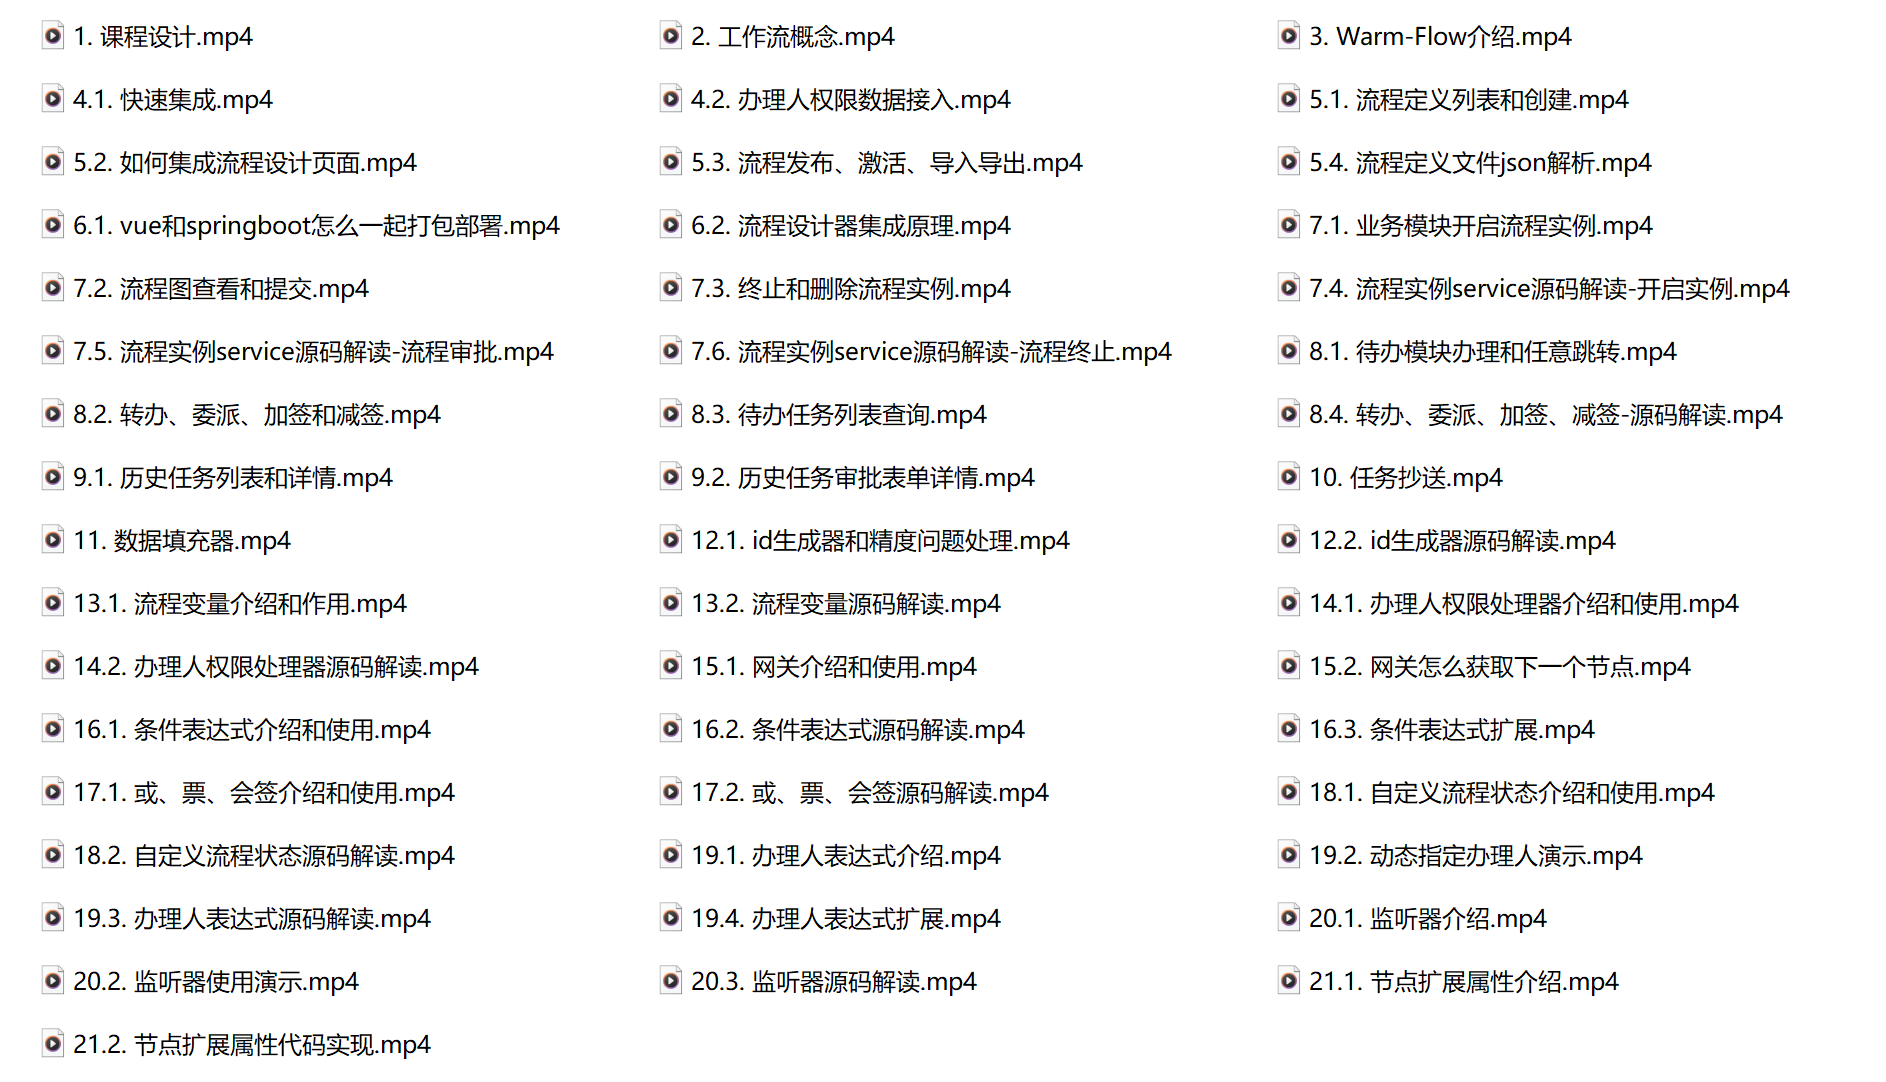 1. 课程设计.mp4
2. 工作流概念.mp4
3. Warm-Flow介绍.mp4
4.1. 快速集成.mp4
4.2. 办理人权限数据接入.mp4
5.1. 流程定义列表和创建.mp4
5.2. 如何集成流程设计页面.mp4
5.3. 流程发布、激活、导入导出.mp4
5.4. 流程定义文件json解析.mp4
6.1. vue和springboot怎么一起打包部署.mp4
6.2. 流程设计器集成原理.mp4
7.1. 业务模块开启流程实例.mp4
7.2. 流程图查看和提交.mp4
7.3. 终止和删除流程实例.mp4
7.4. 流程实例service源码解读-开启实例.mp4
7.5. 流程实例service源码解读-流程审批.mp4
7.6. 流程实例service源码解读-流程终止.mp4
8.1. 待办模块办理和任意跳转.mp4
8.2. 转办、委派、加签和减签.mp4
8.3. 待办任务列表查询.mp4
8.4. 转办、委派、加签、减签-源码解读.mp4
9.1. 历史任务列表和详情.mp4
9.2. 历史任务审批表单详情.mp4
10. 任务抄送.mp4
11. 数据填充器.mp4
12.1. id生成器和精度问题处理.mp4
12.2. id生成器源码解读.mp4
13.1. 流程变量介绍和作用.mp4
13.2. 流程变量源码解读.mp4
14.1. 办理人权限处理器介绍和使用.mp4
14.2. 办理人权限处理器源码解读.mp4
15.1. 网关介绍和使用.mp4
15.2. 网关怎么获取下一个节点.mp4
16.1. 条件表达式介绍和使用.mp4
16.2. 条件表达式源码解读.mp4
16.3. 条件表达式扩展.mp4
17.1. 或、票、会签介绍和使用.mp4
17.2. 或、票、会签源码解读.mp4
18.1. 自定义流程状态介绍和使用.mp4
18.2. 自定义流程状态源码解读.mp4
19.1. 办理人表达式介绍.mp4
19.2. 动态指定办理人演示.mp4
19.3. 办理人表达式源码解读.mp4
19.4. 办理人表达式扩展.mp4
20.1. 监听器介绍.mp4
20.2. 监听器使用演示.mp4
20.3. 监听器源码解读.mp4
21.1. 节点扩展属性介绍.mp4
21.2. 节点扩展属性代码实现.mp4